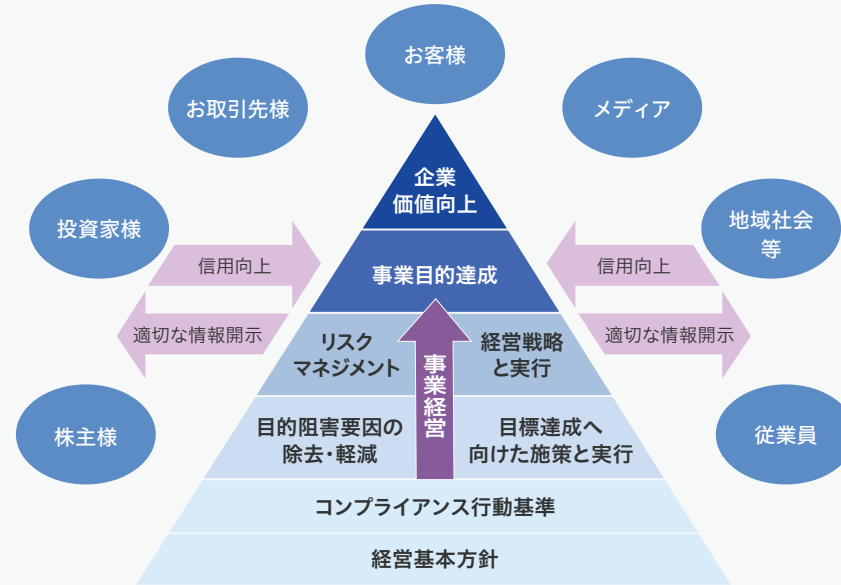 お客様
お取引先様
メディア
企業
価値向上
投資家様
地域社会
等
信用向上
信用向上
事業目的達成
適切な情報開示
適切な情報開示
リスク
マネジメント
経営戦略
と実行
事業経営
目的阻害要因の
除去・軽減
目標達成へ
向けた施策と実行
株主様
従業員
コンプライアンス行動基準
経営基本方針